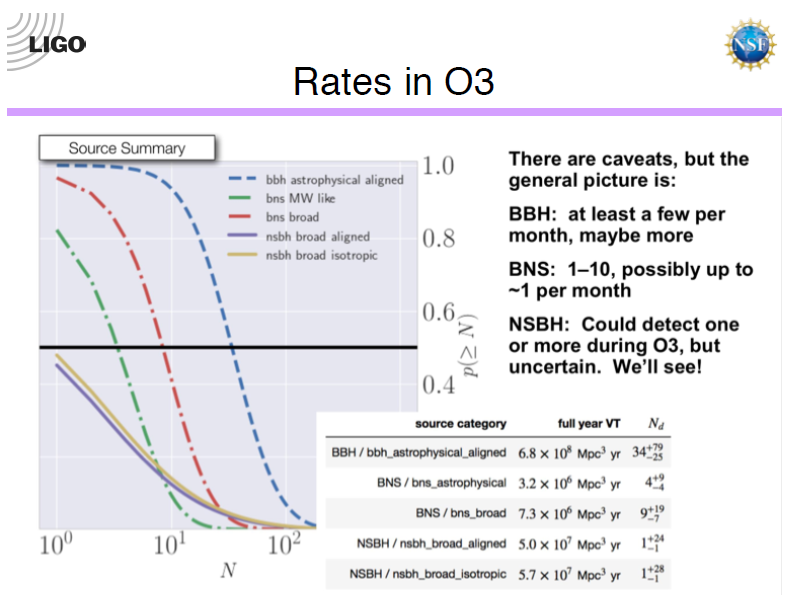 LIGO
NSF
Rates in O3
Source Summary
bbh astrophysical aligned
bns MW like
bns broad
nsbh broad aligned
nsbh broad isotropic
1.0
0.8
0.6
0.4
p(≥ N)
10⁰ 10¹ 10²
N
There are caveats, but the
general picture is:
BBH: at least a few per
month, maybe more
BNS: 1–10, possibly up to
~1 per month
NSBH: Could detect one
or more during O3, but
uncertain. We'll see!
source category full year VT N_d
BBH / bbh_astrophysical_aligned 6.8 × 10⁸ Mpc³ yr 34⁺⁷⁹₋₂₅
BNS / bns_astrophysical 3.2 × 10⁶ Mpc³ yr 4⁺⁹₋₄
BNS / bns_broad 7.3 × 10⁶ Mpc³ yr 9⁺¹⁹₋₇
NSBH / nsbh_broad_aligned 5.0 × 10⁷ Mpc³ yr 1⁺²⁴₋₁
NSBH / nsbh_broad_isotropic 5.7 × 10⁷ Mpc³ yr 1⁺²⁸₋₁